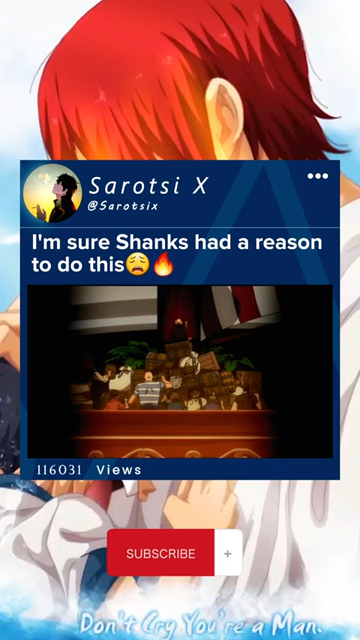 Sarotsi X
@Sarotsix
I'm sure Shanks had a reason
to do this😩🔥
116031 Views
SUBSCRIBE +
Don't Cry You're a Man.